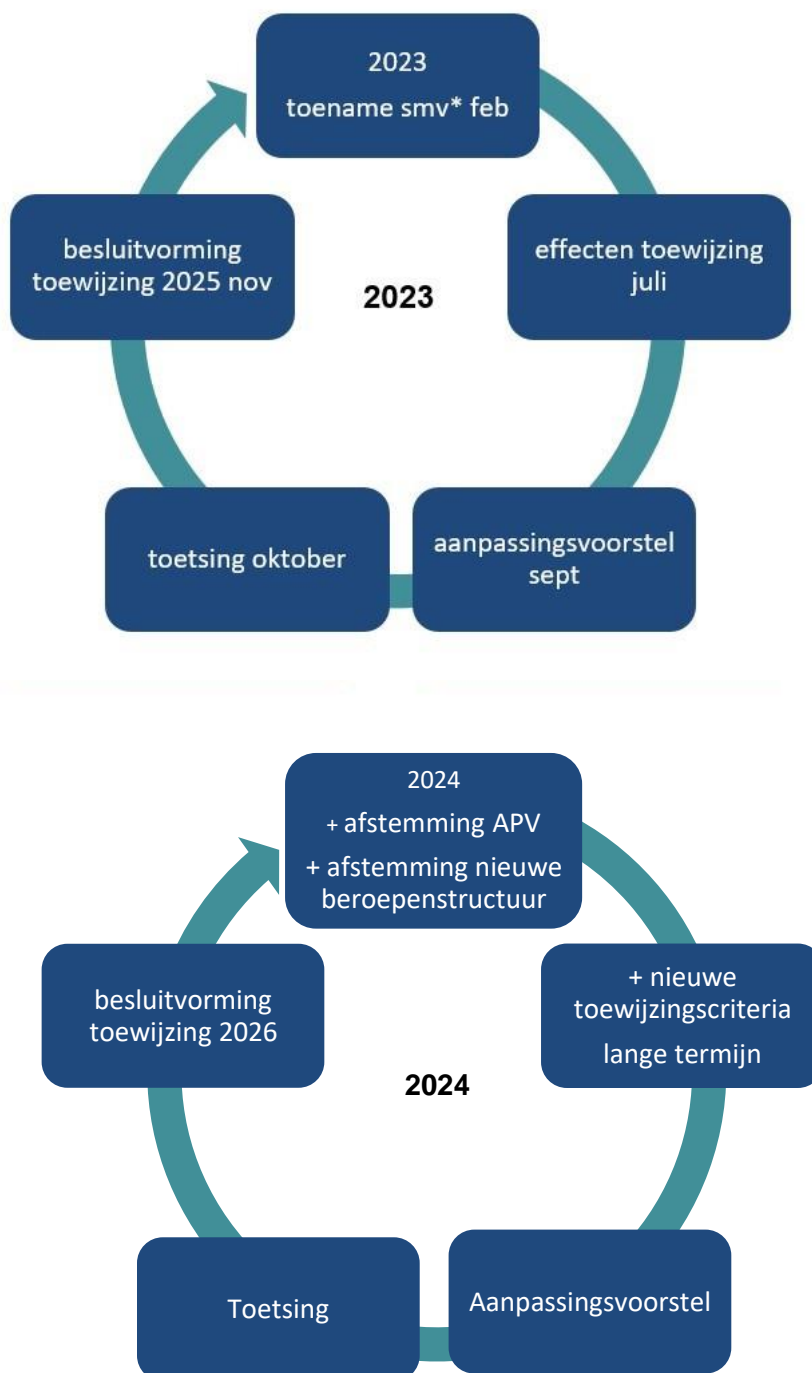 2023
toename smv* feb
effecten toewijzing
juli
aanpassingsvoorstel
sept
toetsing oktober
besluitvorming
toewijzing 2025 nov
2023
2024
+ afstemming APV
+ afstemming nieuwe
beroepenstructuur
+ nieuwe
toewijzingscriteria
lange termijn
Aanpassingsvoorstel
Toetsing
besluitvorming
toewijzing 2026
2024